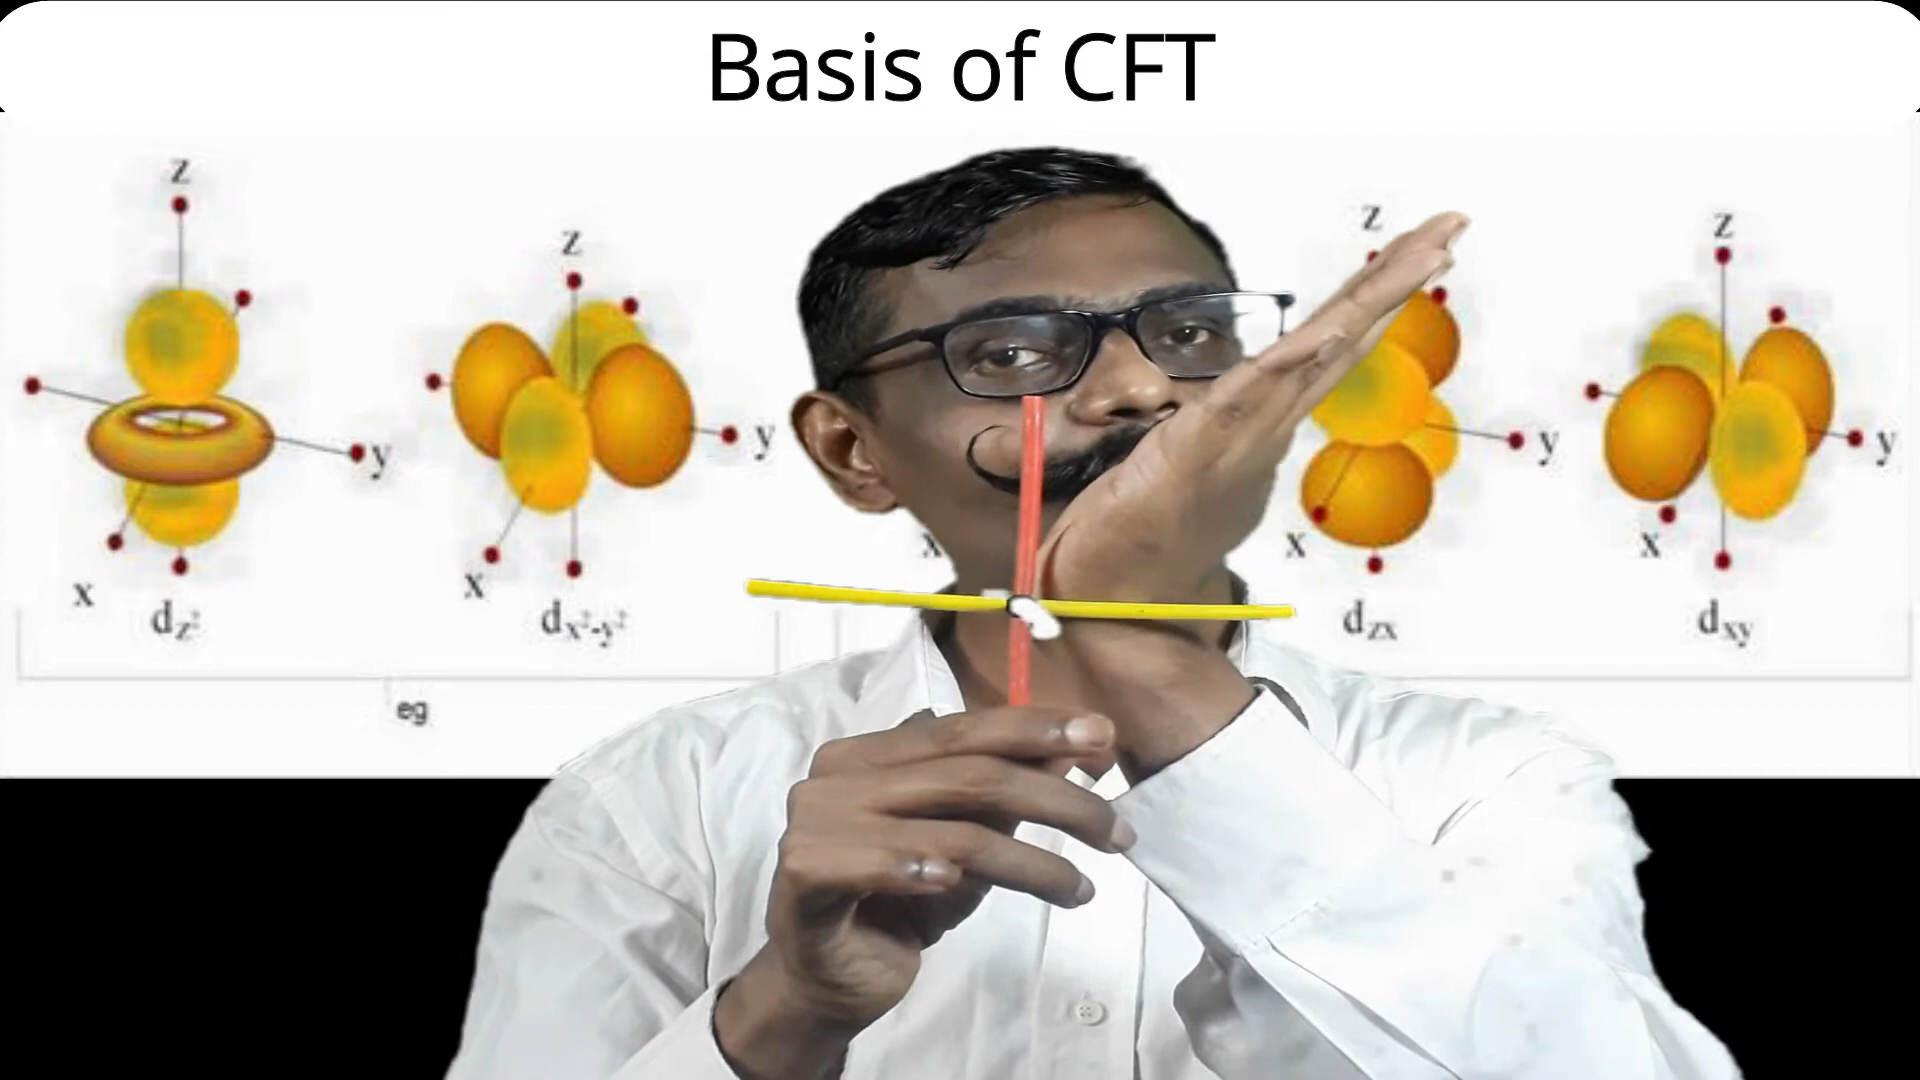 Basis of CFT
z
y
x
dz²
z
y
x
dx²-y²
x
z
y
x
dzx
z
y
x
dxy
eg